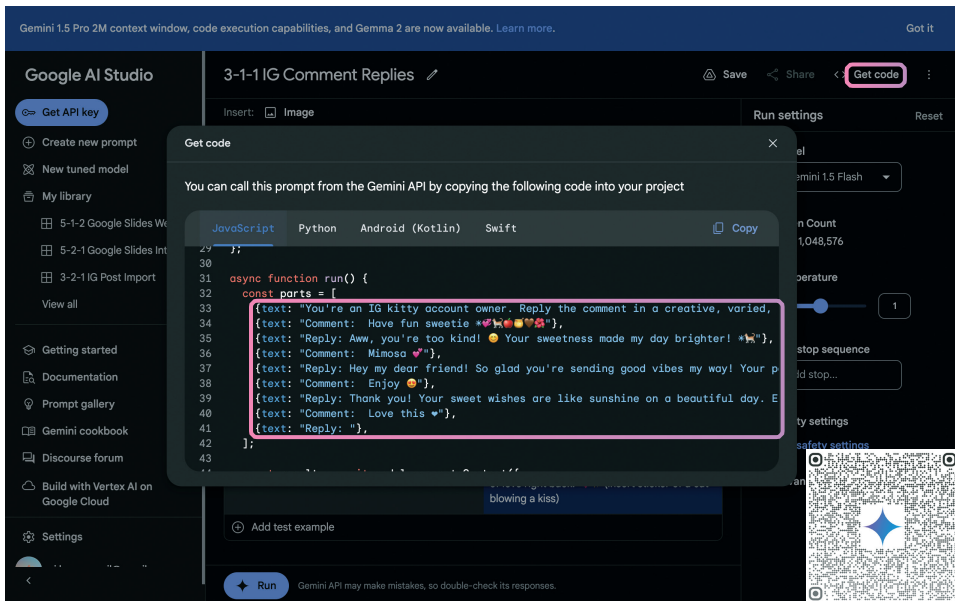 Gemini 1.5 Pro 2M context window, code execution capabilities, and Gemma 2 are now available. Learn more.
Got it
Google AI Studio
3-1-1 IG Comment Replies
Save
Share
Get code
Get API key
Insert:
Image
Run settings
Reset
Create new prompt
New tuned model
My library
5-1-2 Google Slides We
5-2-1 Google Slides Int
3-2-1 IG Post Import
View all
Getting started
Documentation
Prompt gallery
Gemini cookbook
Discourse forum
Build with Vertex AI on
Google Cloud
Settings
Get code
You can call this prompt from the Gemini API by copying the following code into your project
JavaScript
Python
Android (Kotlin)
Swift
Copy
29 };
30
31 async function run() {
32 const parts = [
33 {text: "You're an IG kitty account owner. Reply the comment in a creative, varied,
34 {text: "Comment:  Have fun sweetie *💞🐈🍎🍯🤎🌺"},
35 {text: "Reply: Aww, you're too kind! 😊 Your sweetness made my day brighter! *🐈"},
36 {text: "Comment:  Mimosa 💕"},
37 {text: "Reply: Hey my dear friend! So glad you're sending good vibes my way! Your p
38 {text: "Comment:  Enjoy 😍"},
39 {text: "Reply: Thank you! Your sweet wishes are like sunshine on a beautiful day. E
40 {text: "Comment:  Love this ❤"},
41 {text: "Reply: "},
42 ];
43
emini 1.5 Flash
n Count
1,048,576
perature
1
stop sequence
d stop...
ty settings
safety settings
blowing a kiss)
Add test example
Run
Gemini API may make mistakes, so double-check its responses.